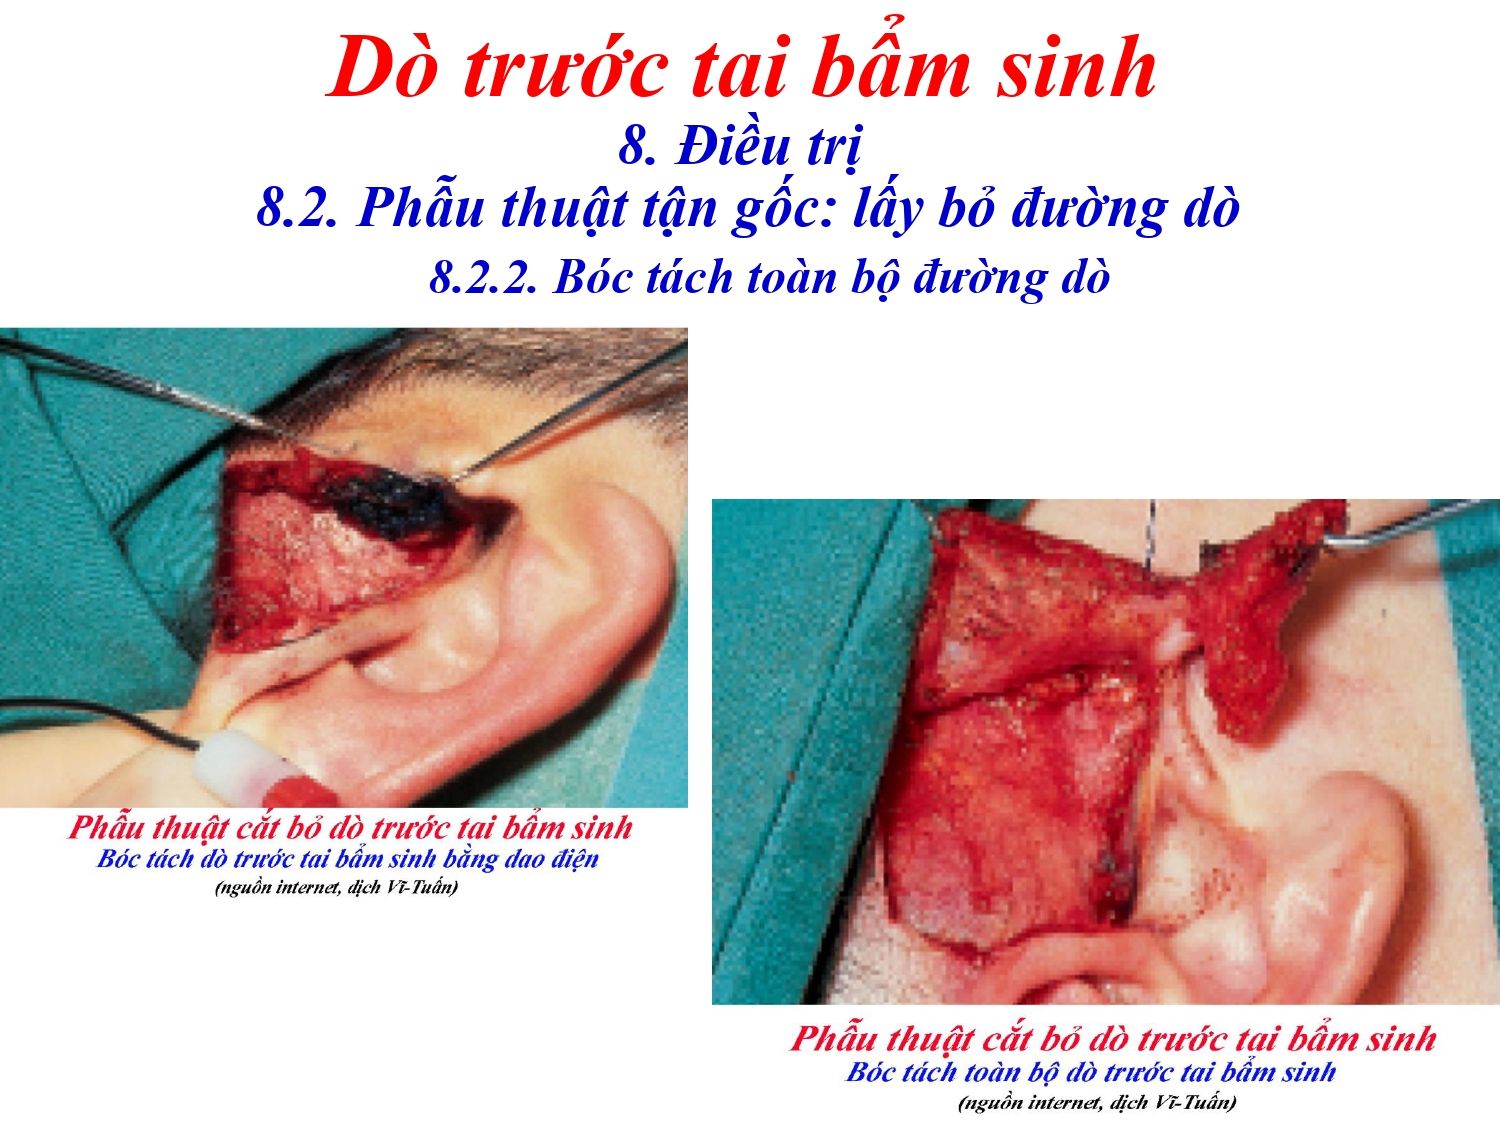 Dò trước tai bẩm sinh
8. Điều trị
8.2. Phẫu thuật tận gốc: lấy bỏ đường dò
8.2.2. Bóc tách toàn bộ đường dò
Phẫu thuật cắt bỏ dò trước tai bẩm sinh
Bóc tách dò trước tai bẩm sinh bằng dao điện
(nguồn internet, dịch Vĩ-Tuấn)
Phẫu thuật cắt bỏ dò trước tai bẩm sinh
Bóc tách toàn bộ dò trước tai bẩm sinh
(nguồn internet, dịch Vĩ-Tuấn)